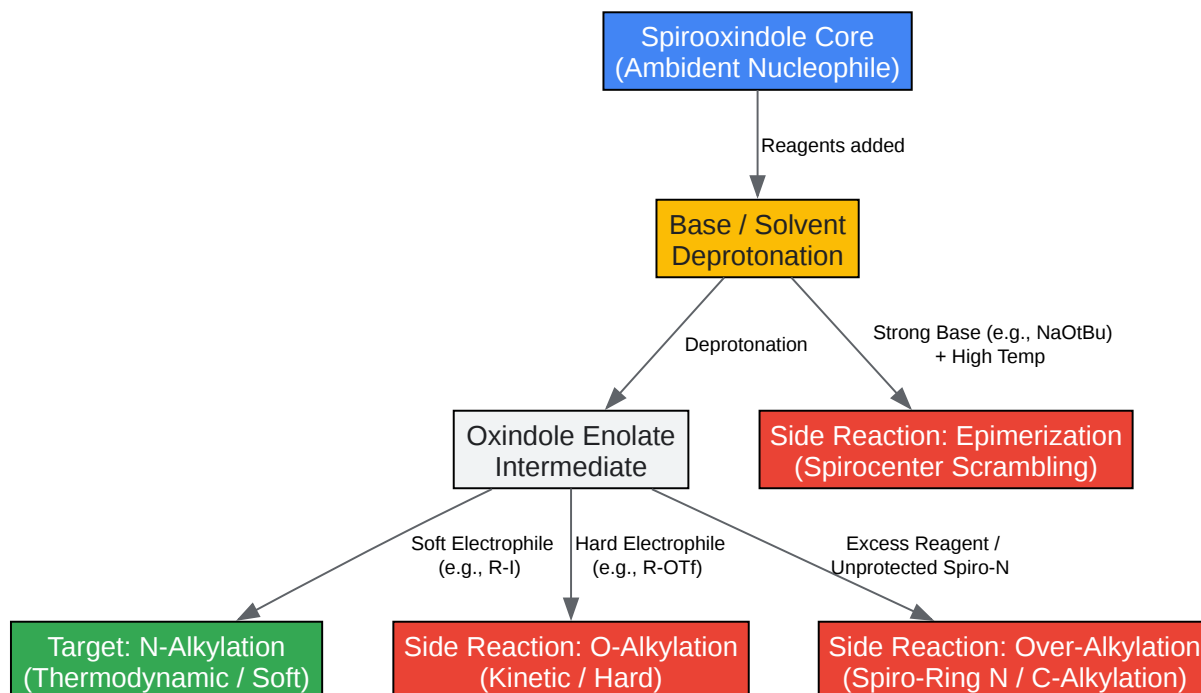 Spirooxindole Core
(Ambident Nucleophile)
Reagents added
Base / Solvent
Deprotonation
Deprotonation
Strong Base (e.g., NaOtBu)
+ High Temp
Oxindole Enolate
Intermediate
Side Reaction: Epimerization
(Spirocenter Scrambling)
Soft Electrophile
(e.g., R-I)
Hard Electrophile
(e.g., R-OTf)
Excess Reagent /
Unprotected Spiro-N
Target: N-Alkylation
(Thermodynamic / Soft)
Side Reaction: O-Alkylation
(Kinetic / Hard)
Side Reaction: Over-Alkylation
(Spiro-Ring N / C-Alkylation)